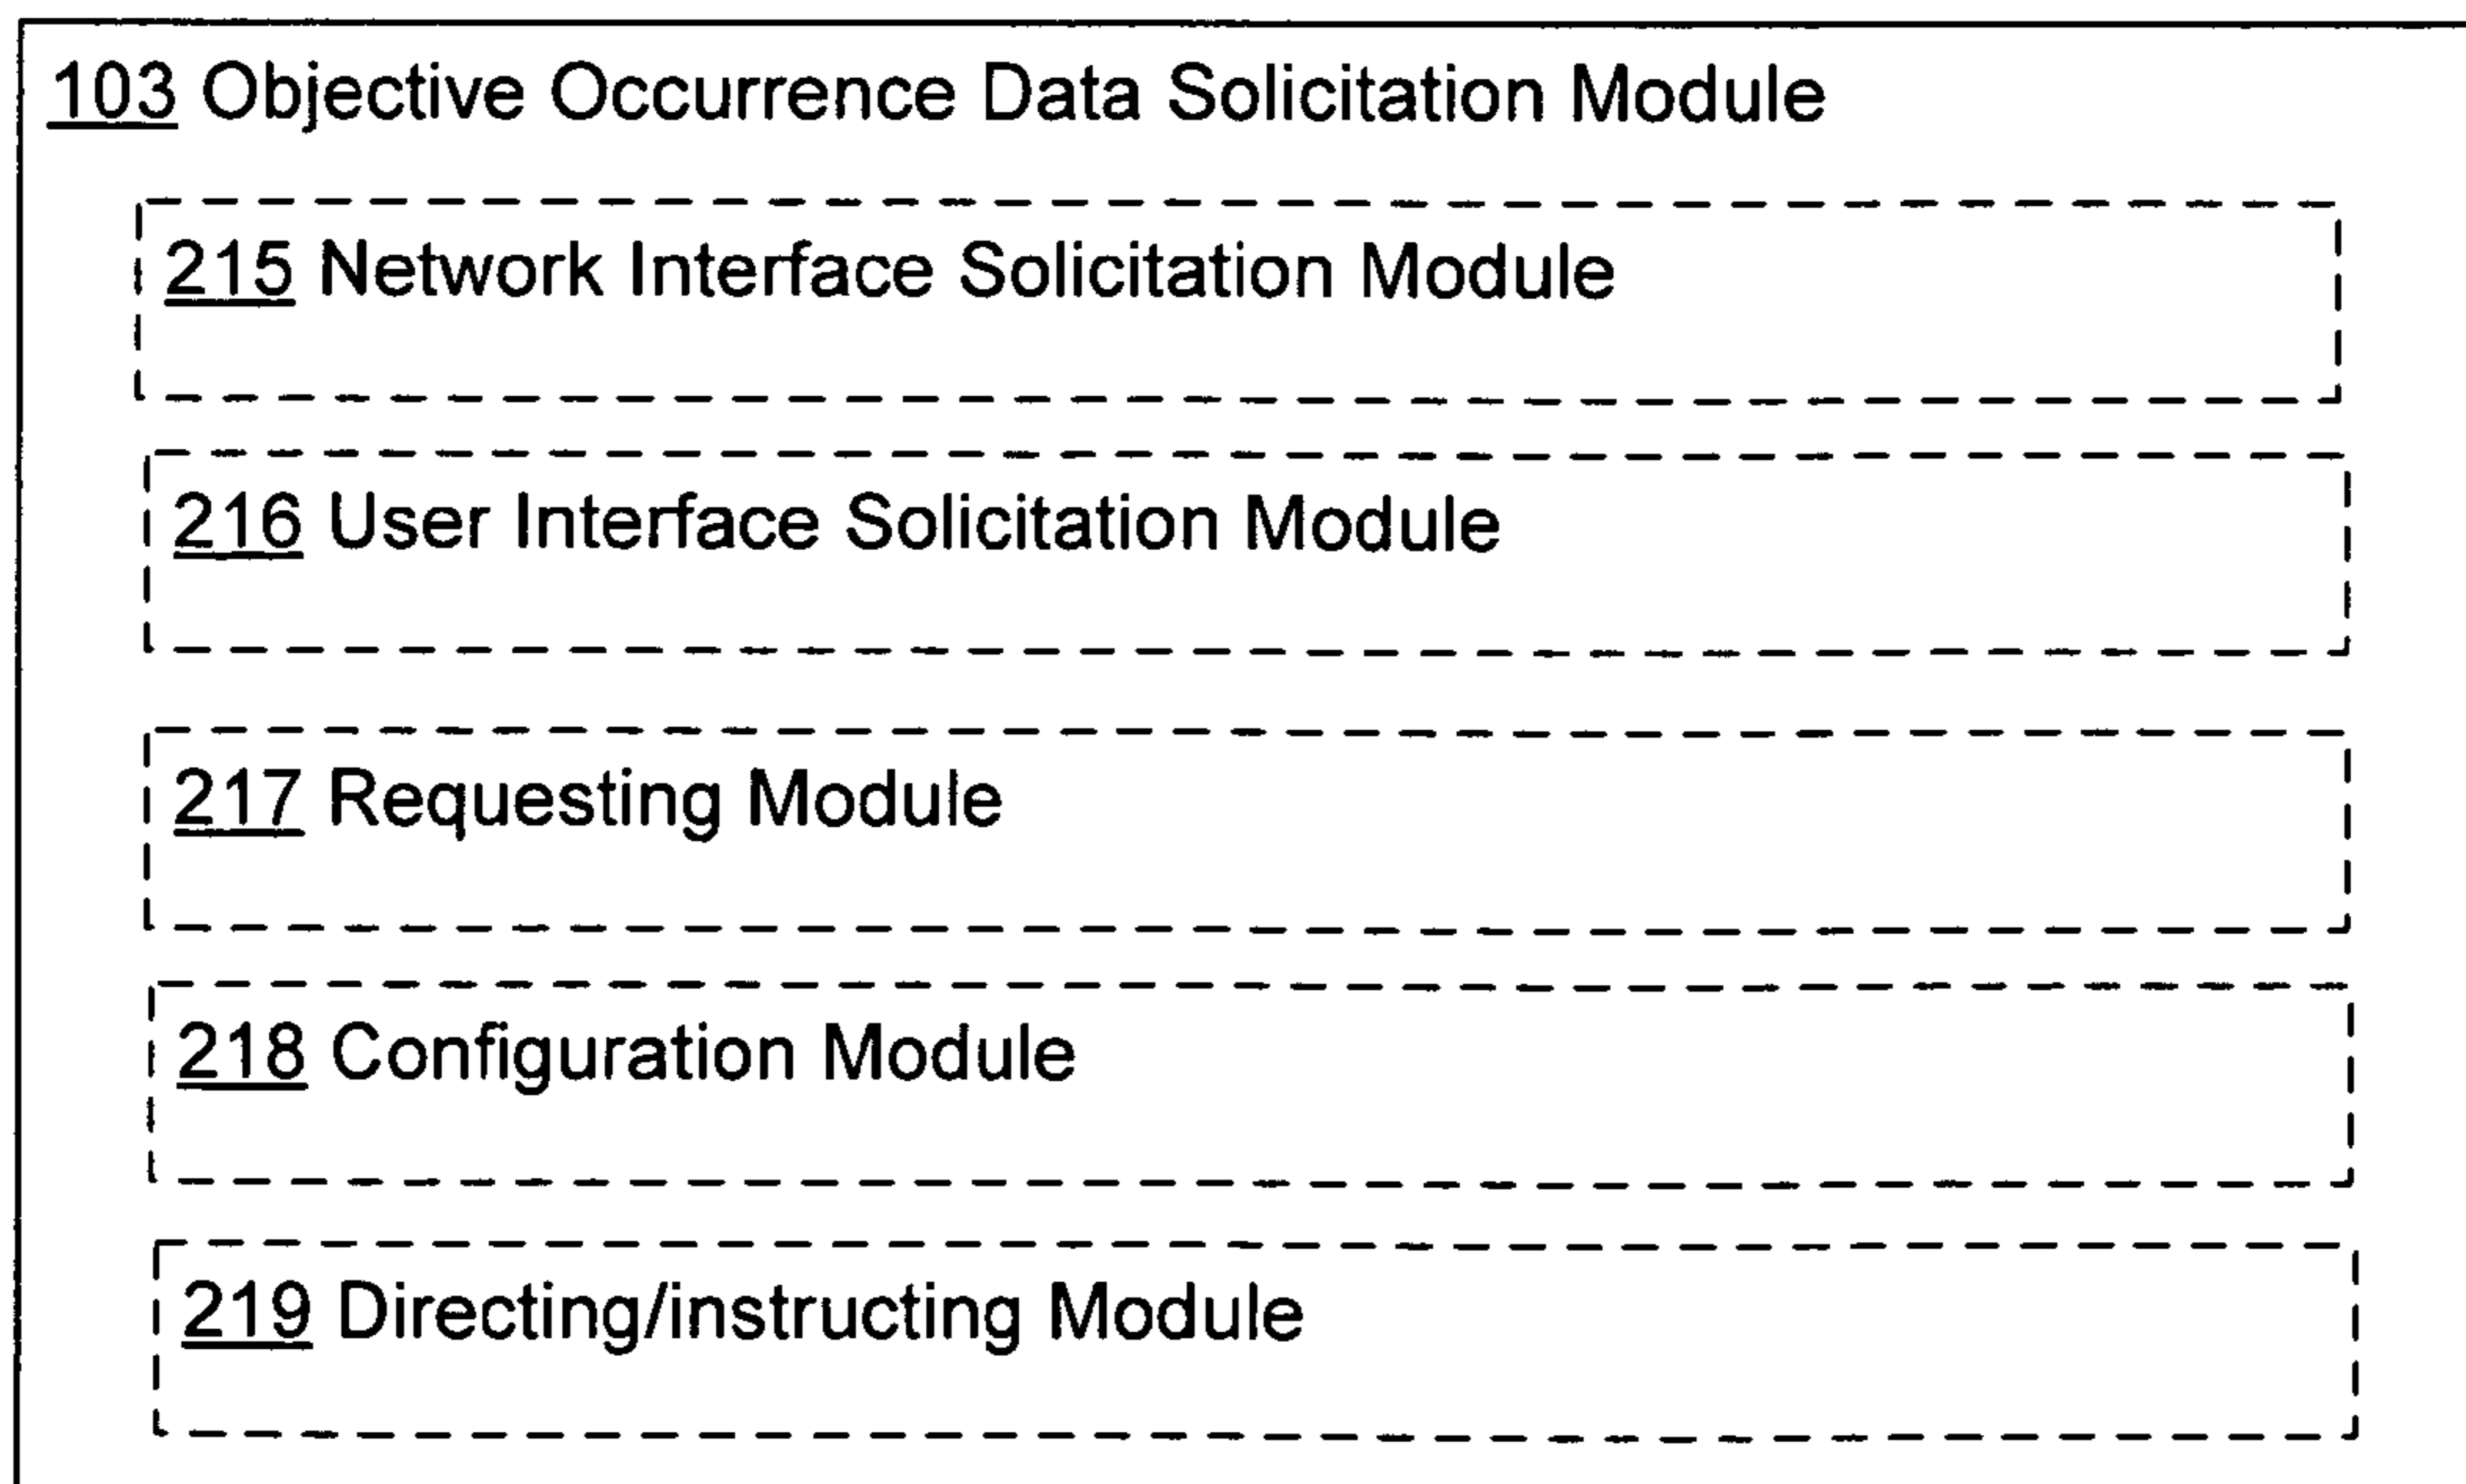 103 Objective Occurrence Data Solicitation Module
215 Network Interface Solicitation Module
216 User Interface Solicitation Module
217 Requesting Module
218 Configuration Module
219 Directing/instructing Module